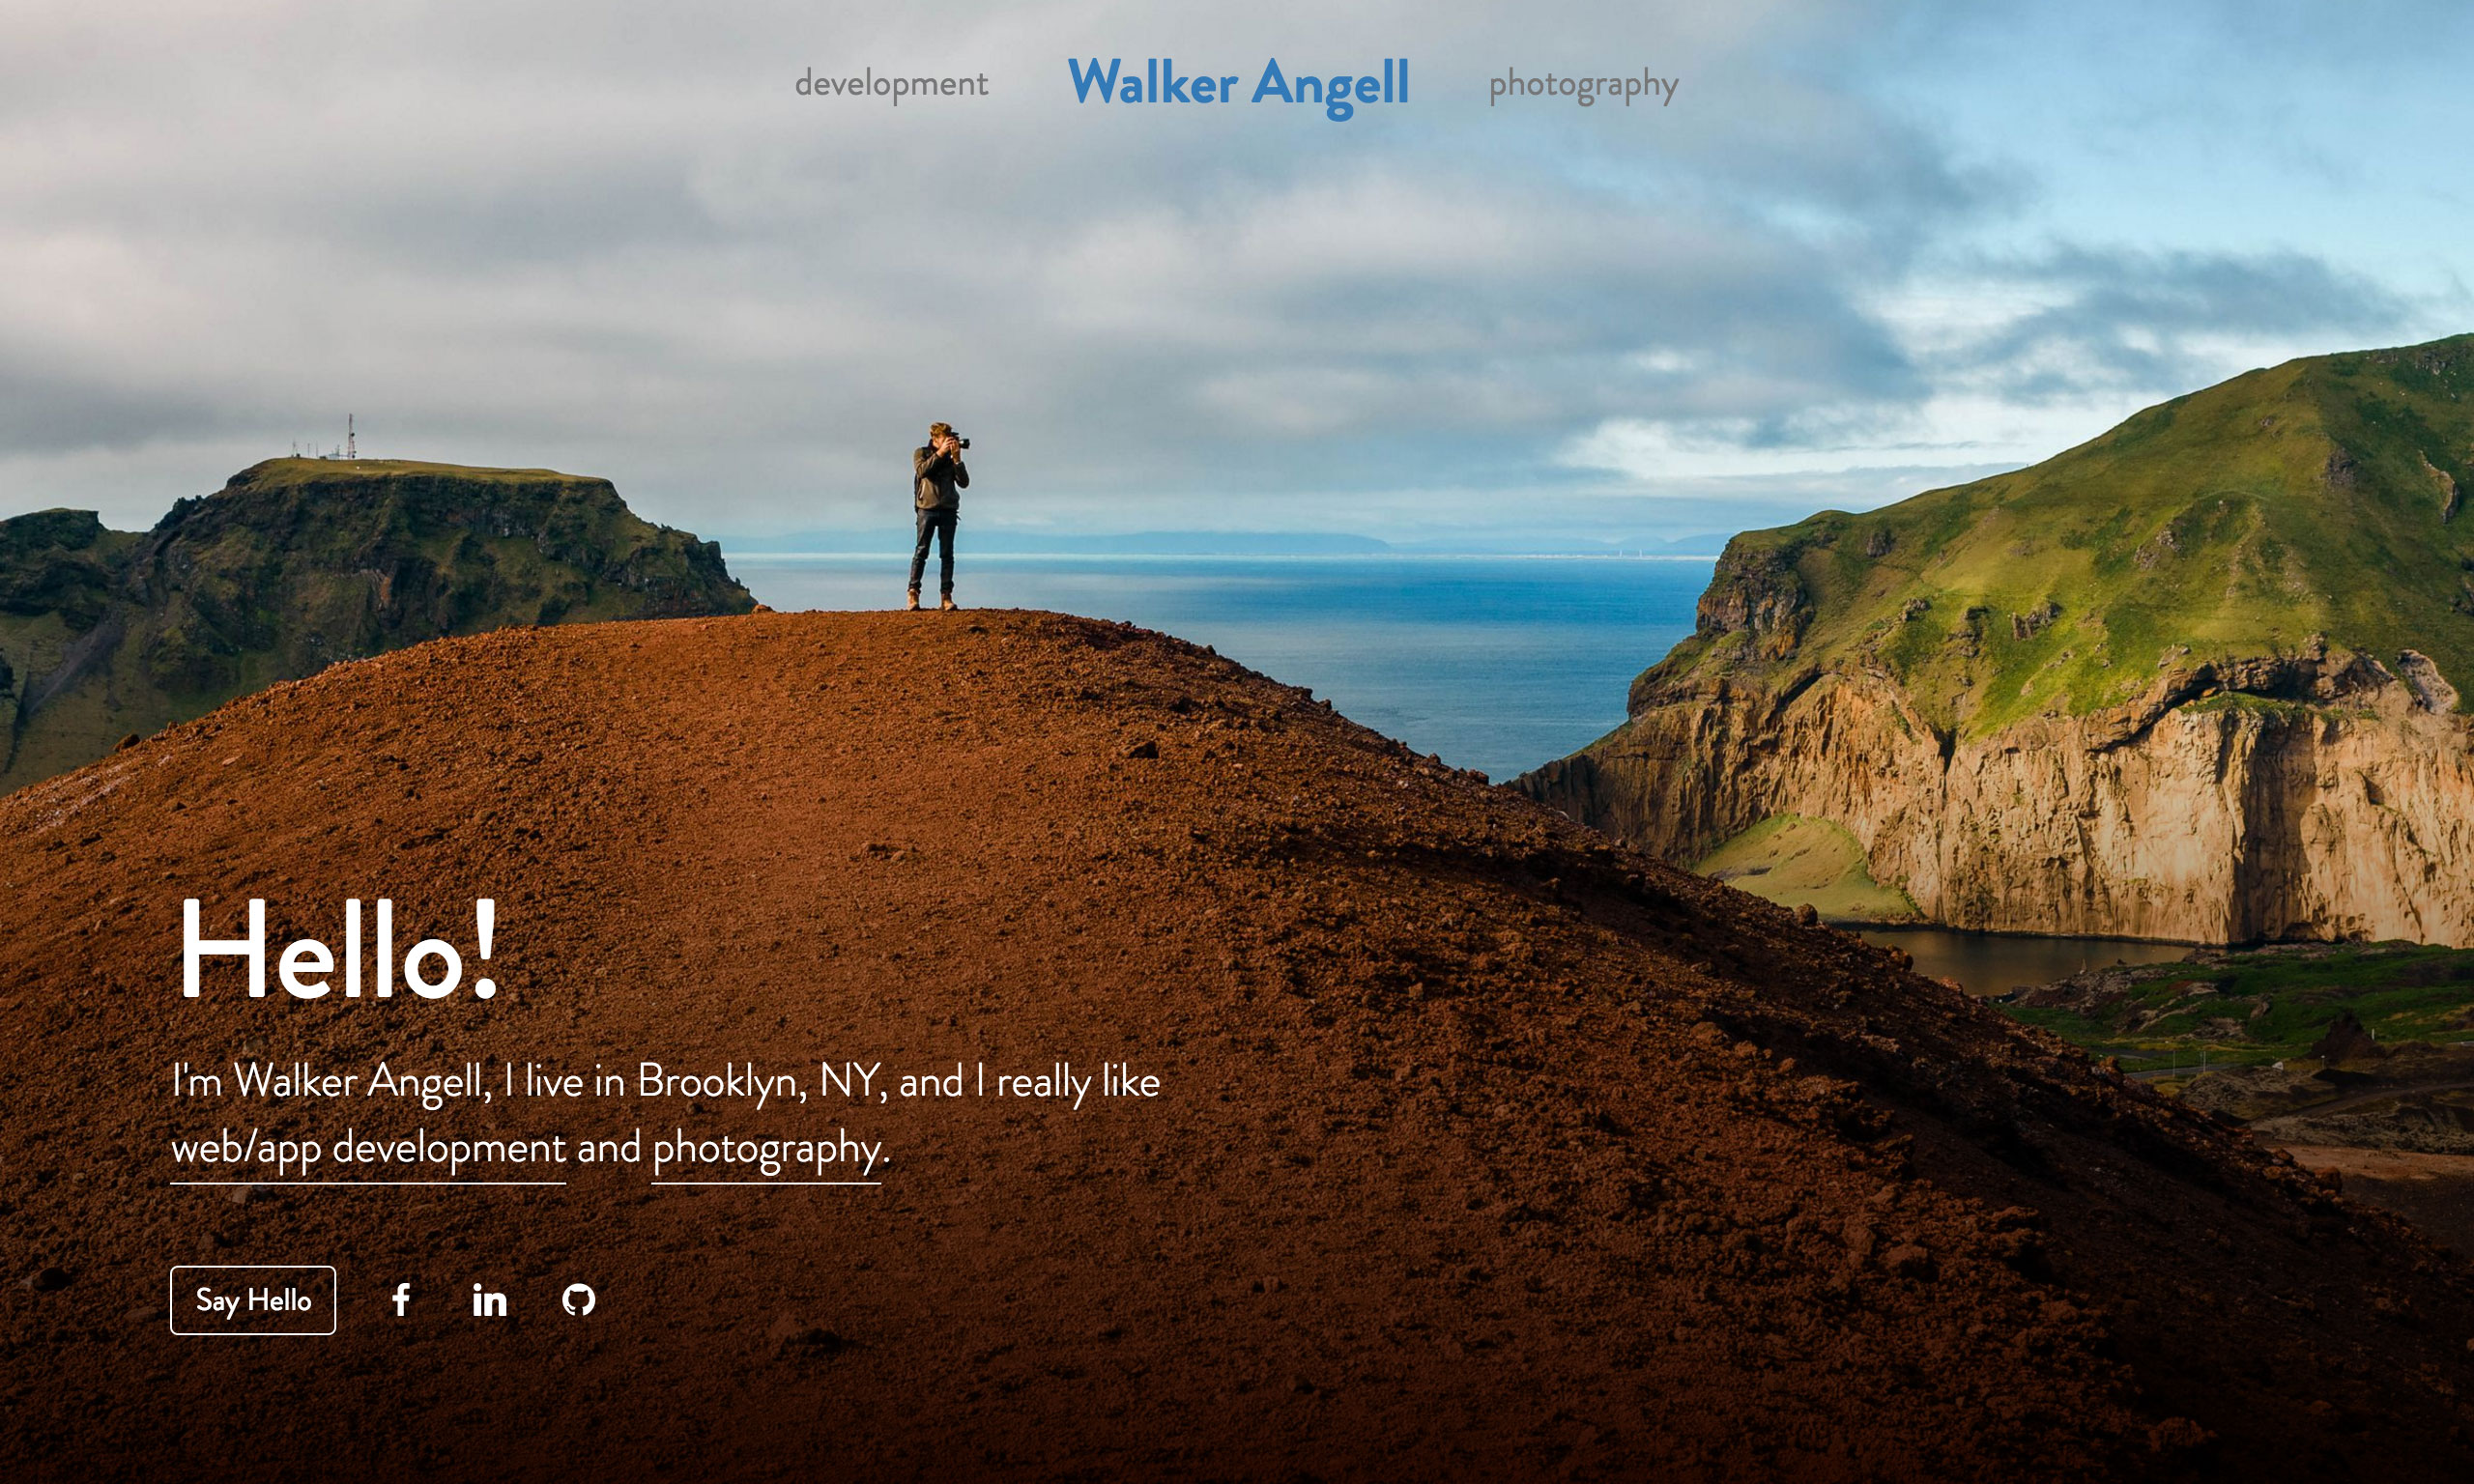 development
Walker Angell
photography
Hello!
I'm Walker Angell, I live in Brooklyn, NY, and I really like
web/app development and photography.
Say Hello